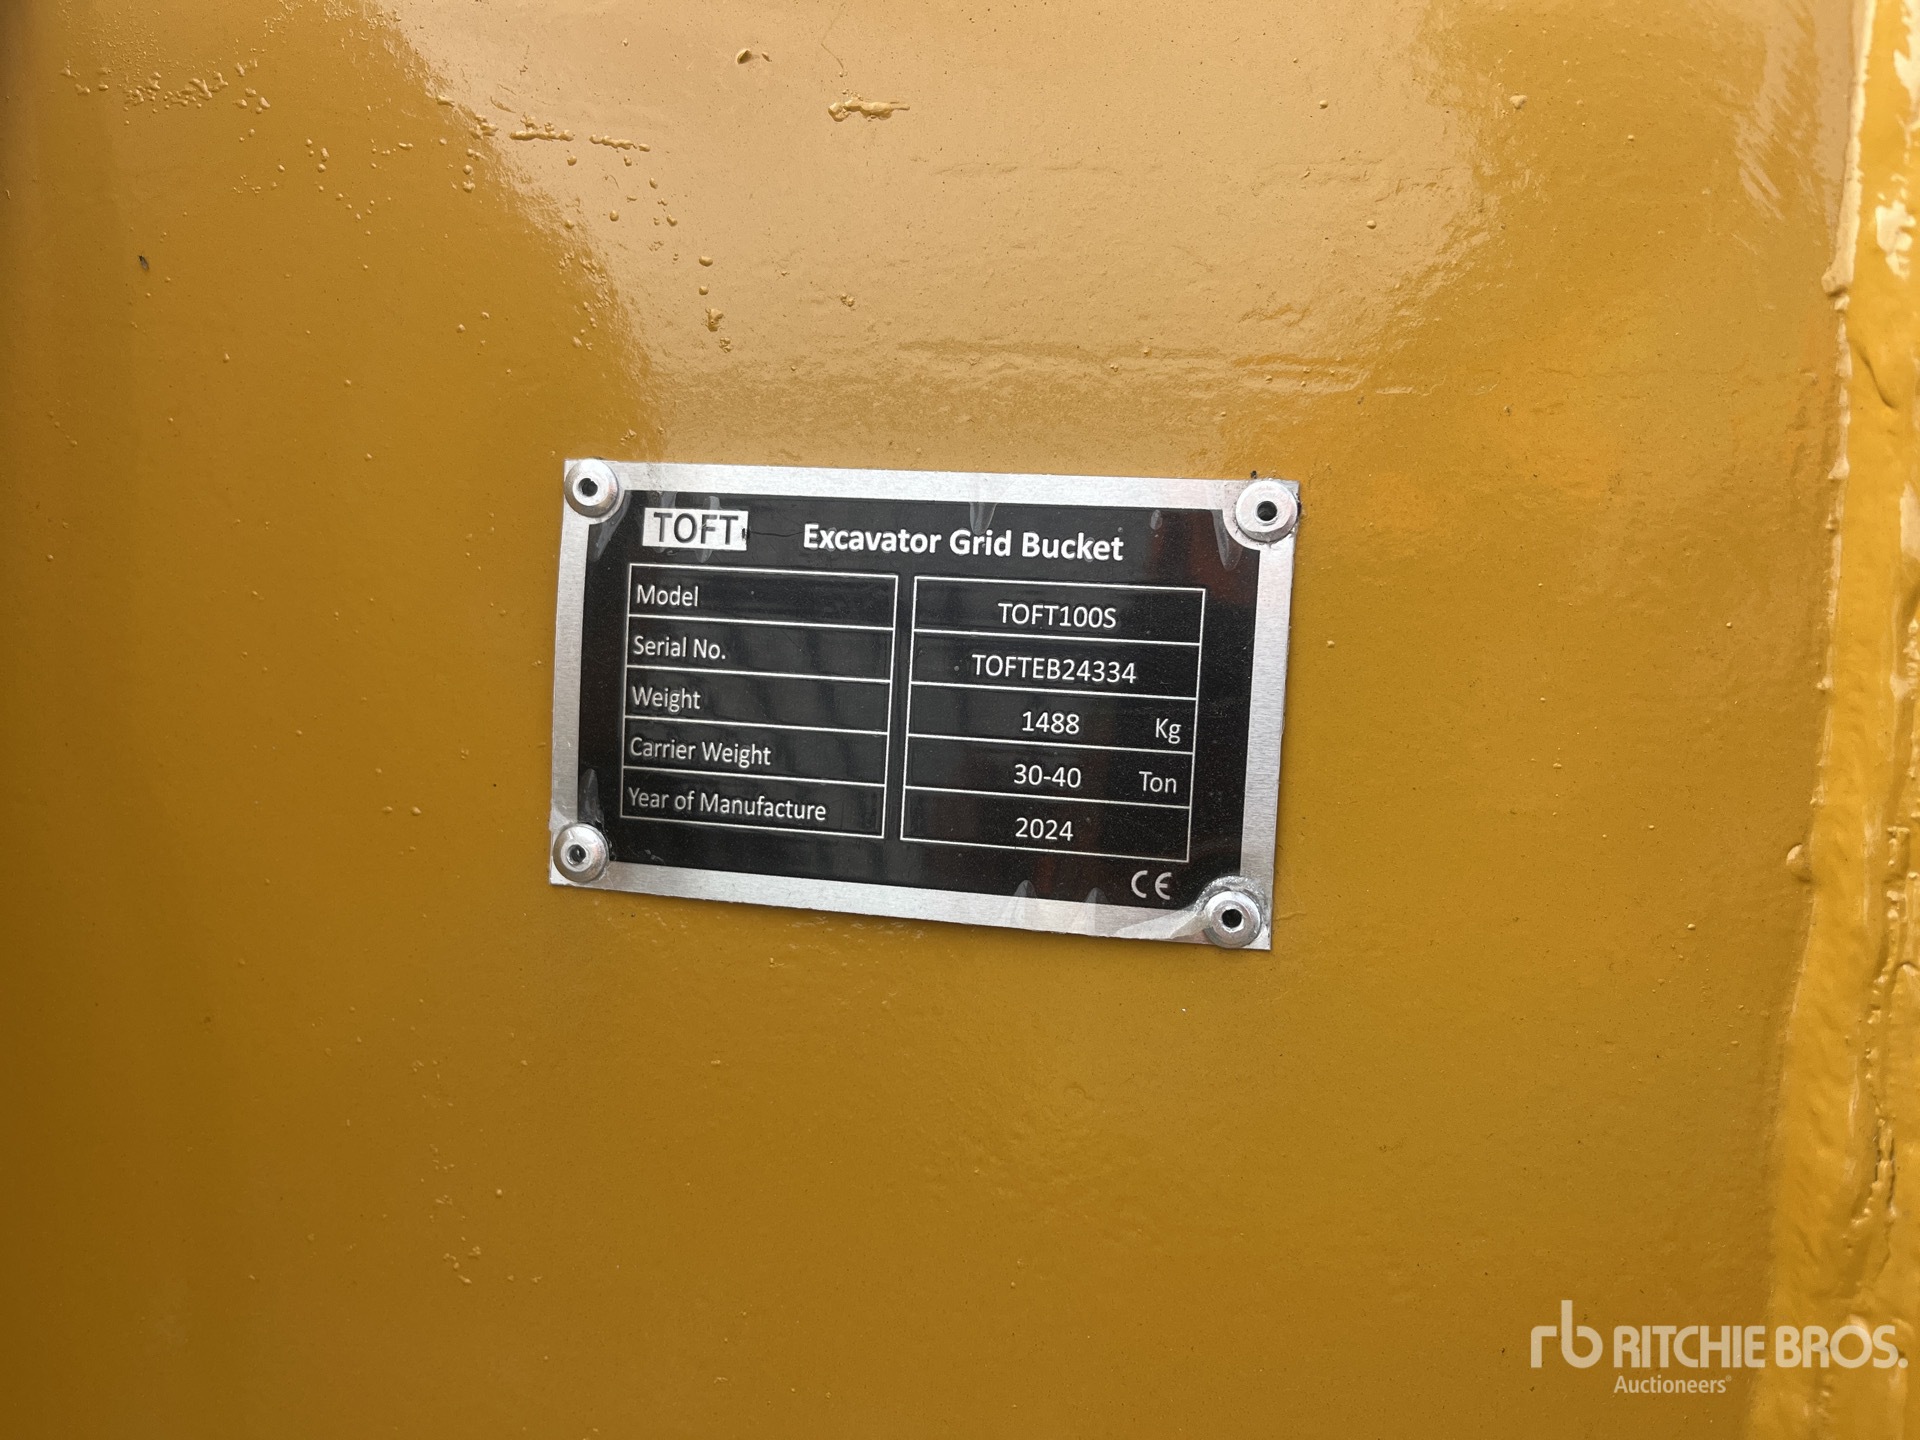 TOFT Excavator Grid Bucket
Model TOFT100S
Serial No. TOFTEB24334
Weight 1488 Kg
Carrier Weight 30-40 Ton
Year of Manufacture 2024
CE
rb RITCHIE BROS.
Auctioneers